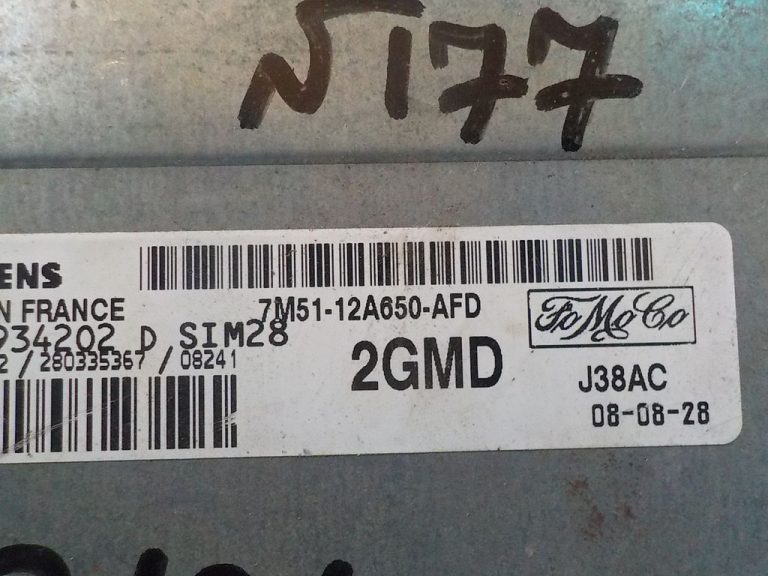 N177
ENS
N FRANCE
7M51-12A650-AFD
FoMoCo
934202 D SIM28
2 / 280335367 / 08241
2GMD
J38AC
08-08-28